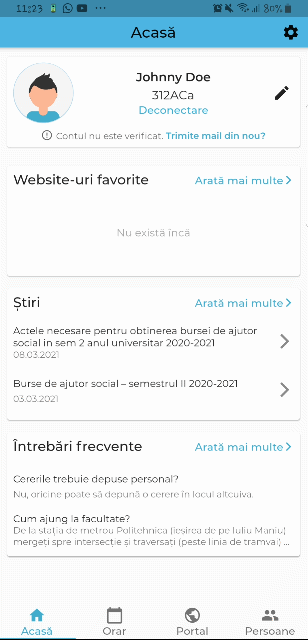 11:23
80%
Acasă
Johnny Doe
312ACa
Deconectare
Contul nu este verificat. Trimite mail din nou?
Website-uri favorite
Arată mai multe
Nu există încă
Știri
Arată mai multe
Actele necesare pentru obtinerea bursei de ajutor
social in sem 2 anul universitar 2020-2021
08.03.2021
Burse de ajutor social – semestrul II 2020-2021
03.03.2021
Întrebări frecvente
Arată mai multe
Cererile trebuie depuse personal?
Nu, oricine poate să depună o cerere în locul altcuiva.
Cum ajung la facultate?
De la stația de metrou Politehnica (ieșirea de pe Iuliu Maniu)
mergeți spre intersecție și traversați (peste linia de tramvai) ...
Acasă
Orar
Portal
Persoane